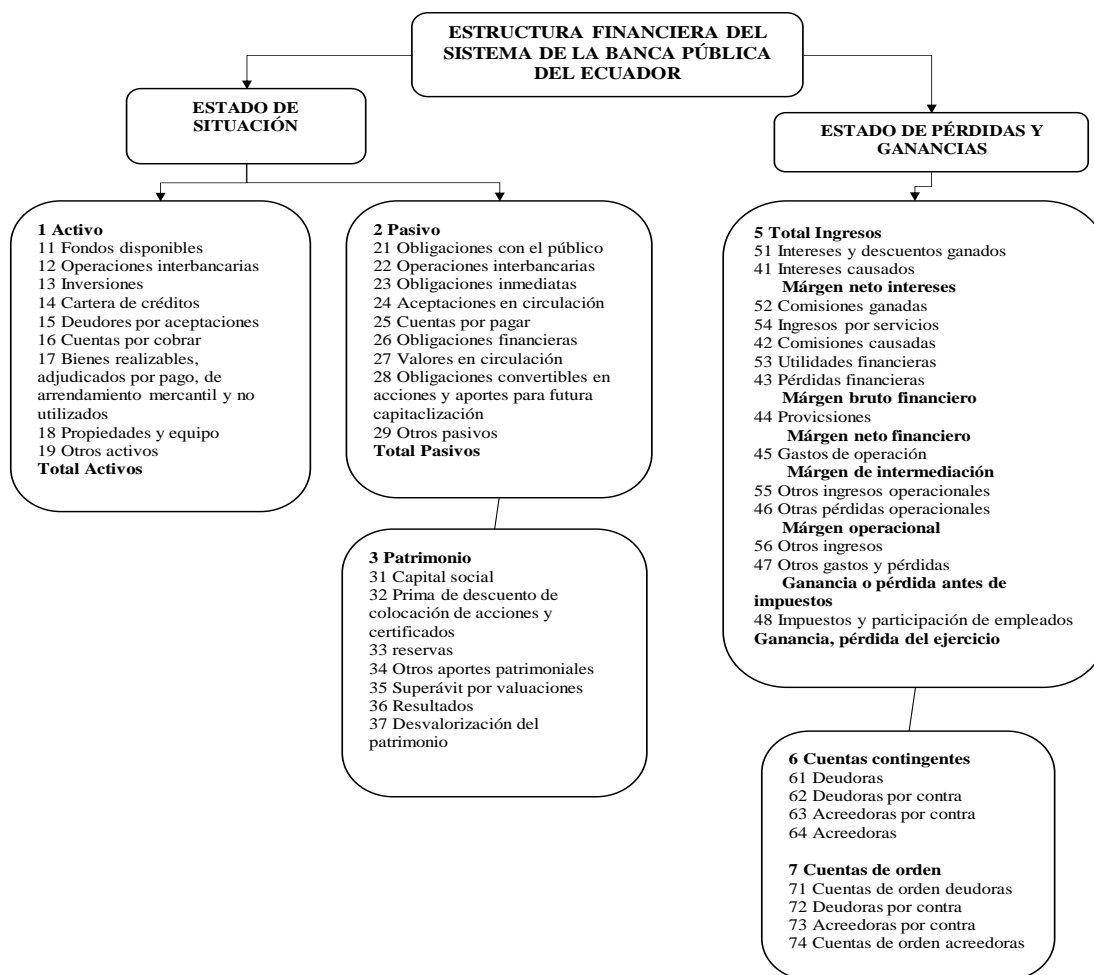 ESTRUCTURA FINANCIERA DEL
SISTEMA DE LA BANCA PÚBLICA
DEL ECUADOR
ESTADO DE
SITUACIÓN
ESTADO DE PÉRDIDAS Y
GANANCIAS
1 Activo
11 Fondos disponibles
12 Operaciones interbancarias
13 Inversiones
14 Cartera de créditos
15 Deudores por aceptaciones
16 Cuentas por cobrar
17 Bienes realizables,
adjudicados por pago, de
arrendamiento mercantil y no
utilizados
18 Propiedades y equipo
19 Otros activos
Total Activos
2 Pasivo
21 Obligaciones con el público
22 Operaciones interbancarias
23 Obligaciones inmediatas
24 Aceptaciones en circulación
25 Cuentas por pagar
26 Obligaciones financieras
27 Valores en circulación
28 Obligaciones convertibles en
acciones y aportes para futura
capitaclización
29 Otros pasivos
Total Pasivos
3 Patrimonio
31 Capital social
32 Prima de descuento de
colocación de acciones y
certificados
33 reservas
34 Otros aportes patrimoniales
35 Superávit por valuaciones
36 Resultados
37 Desvalorización del
patrimonio
5 Total Ingresos
51 Intereses y descuentos ganados
41 Intereses causados
Márgen neto intereses
52 Comisiones ganadas
54 Ingresos por servicios
42 Comisiones causadas
53 Utilidades financieras
43 Pérdidas financieras
Márgen bruto financiero
44 Provicsiones
Márgen neto financiero
45 Gastos de operación
Márgen de intermediación
55 Otros ingresos operacionales
46 Otras pérdidas operacionales
Márgen operacional
56 Otros ingresos
47 Otros gastos y pérdidas
Ganancia o pérdida antes de
impuestos
48 Impuestos y participación de empleados
Ganancia, pérdida del ejercicio
6 Cuentas contingentes
61 Deudoras
62 Deudoras por contra
63 Acreedoras por contra
64 Acreedoras
7 Cuentas de orden
71 Cuentas de orden deudoras
72 Deudoras por contra
73 Acreedoras por contra
74 Cuentas de orden acreedoras